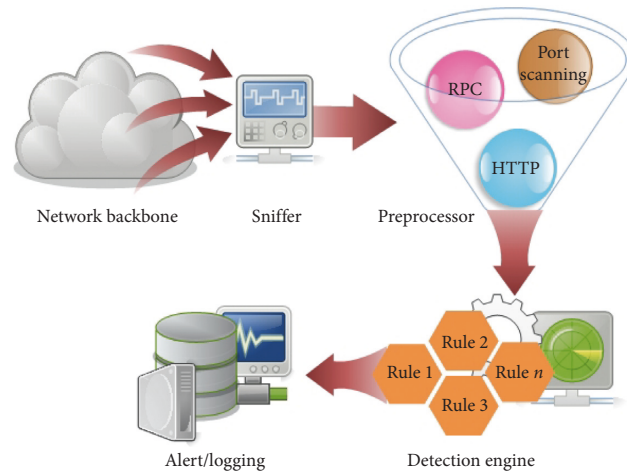 Port
scanning
RPC
HTTP
Network backbone
Sniffer
Preprocessor
Rule 2
Rule 1
Rule n
Rule 3
Alert/logging
Detection engine